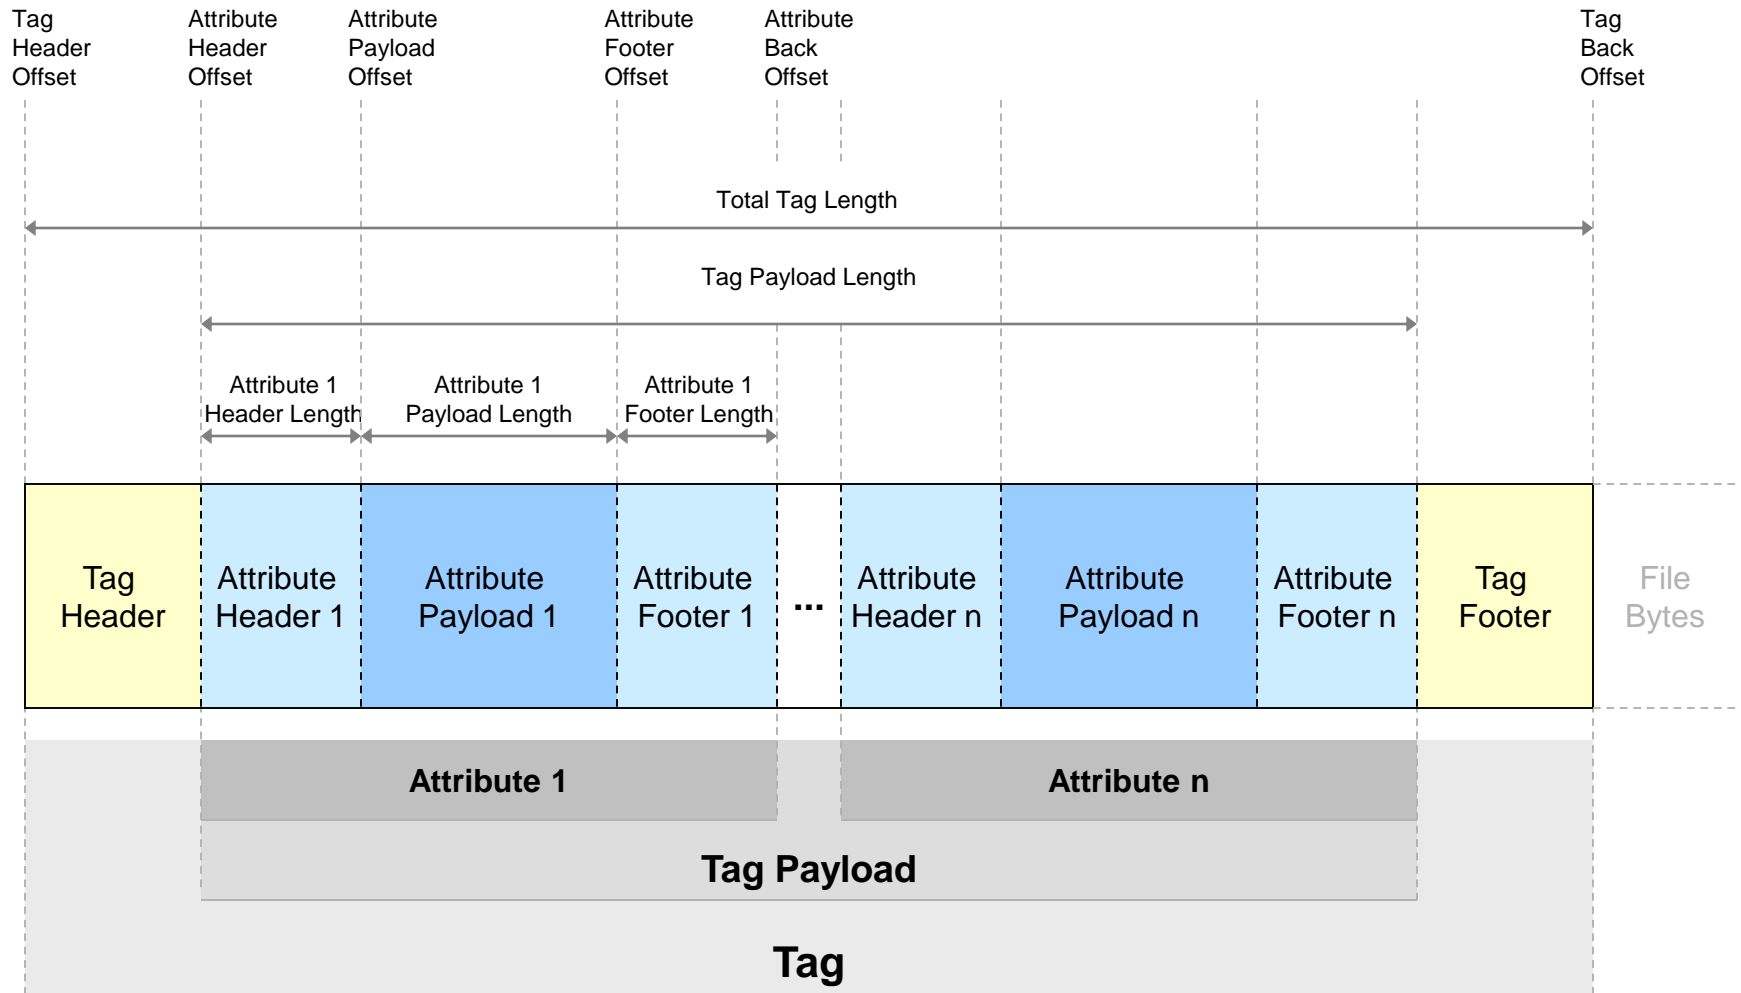 Tag
Header
Offset
Attribute
Header
Offset
Attribute
Payload
Offset
Attribute
Footer
Offset
Attribute
Back
Offset
Tag
Back
Offset
Total Tag Length
Tag Payload Length
Attribute 1
Header Length
Attribute 1
Payload Length
Attribute 1
Footer Length
Tag
Header
Attribute
Header 1
Attribute
Payload 1
Attribute
Footer 1
...
Attribute
Header n
Attribute
Payload n
Attribute
Footer n
Tag
Footer
File
Bytes
Attribute 1
Attribute n
Tag Payload
Tag